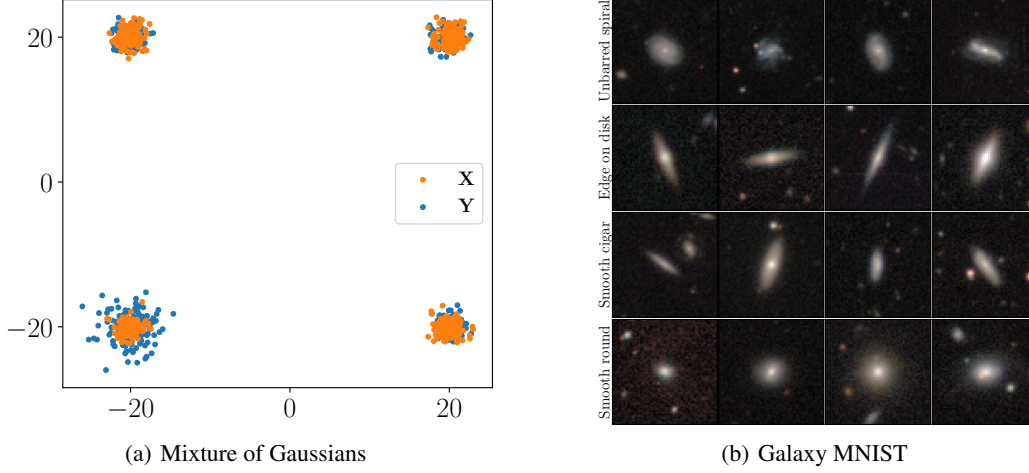 20
0
−20
−20
0
20
X
Y
(a) Mixture of Gaussians
Unbarred spiral
Edge on disk
Smooth cigar
Smooth round
(b) Galaxy MNIST